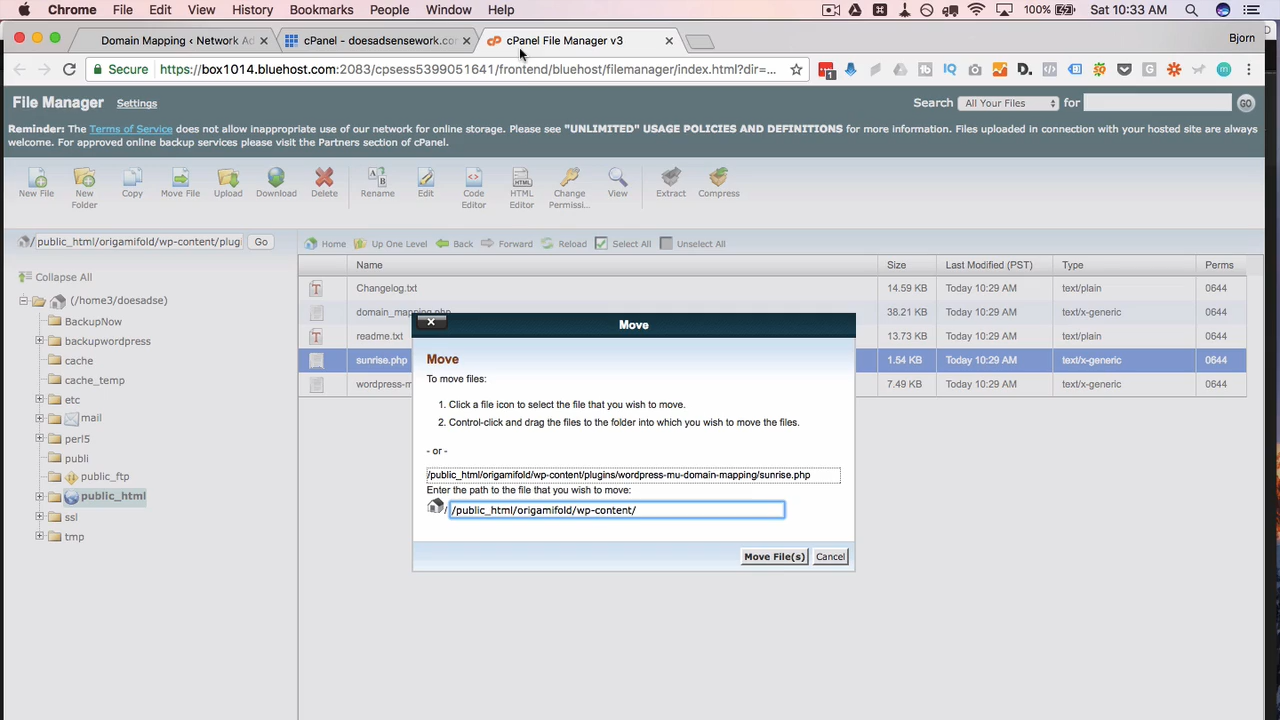 Chrome File Edit View History Bookmarks People Window Help 100% Sat 10:33 AM
Domain Mapping ‹ Network Ad cPanel - doesadsensework.co cPanel File Manager v3 Bjorn
Secure https://box1014.bluehost.com:2083/cpsess5399051641/frontend/bluehost/filemanager/index.html?dir=...
File Manager Settings Search All Your Files for GO
Reminder: The Terms of Service does not allow inappropriate use of our network for online storage. Please see "UNLIMITED" USAGE POLICIES AND DEFINITIONS for more information. Files uploaded in connection with your hosted site are always
welcome. For approved online backup services please visit the Partners section of cPanel.
New File New Folder Copy Move File Upload Download Delete Rename Edit Code Editor HTML Editor Change Permissi... View Extract Compress
/ public_html/origamifold/wp-content/plugi Go Home Up One Level Back Forward Reload Select All Unselect All
Name Size Last Modified (PST) Type Perms
Collapse All
(/home3/doesadse)
BackupNow
backupwordpress
cache
cache_temp
etc
mail
perl5
publi
public_ftp
public_html
ssl
tmp
Changelog.txt 14.59 KB Today 10:29 AM text/plain 0644
domain_mapping.php 38.21 KB Today 10:29 AM text/x-generic 0644
readme.txt 13.73 KB Today 10:29 AM text/plain 0644
sunrise.php 1.54 KB Today 10:29 AM text/x-generic 0644
wordpress-m 7.49 KB Today 10:29 AM text/x-generic 0644
Move
Move
To move files:
1. Click a file icon to select the file that you wish to move.
2. Control-click and drag the files to the folder into which you wish to move the files.
- or -
/public_html/origamifold/wp-content/plugins/wordpress-mu-domain-mapping/sunrise.php
Enter the path to the file that you wish to move:
/ /public_html/origamifold/wp-content/
Move File(s) Cancel